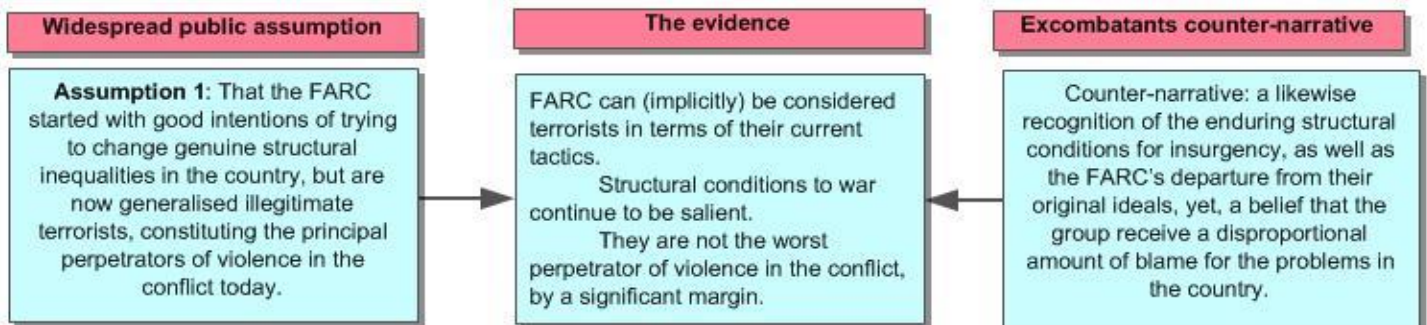 Widespread public assumption
Assumption 1: That the FARC
started with good intentions of trying
to change genuine structural
inequalities in the country, but are
now generalised illegitimate
terrorists, constituting the principal
perpetrators of violence in the
conflict today.
The evidence
FARC can (implicitly) be considered
terrorists in terms of their current
tactics.
Structural conditions to war
continue to be salient.
They are not the worst
perpetrator of violence in the conflict,
by a significant margin.
Excombatants counter-narrative
Counter-narrative: a likewise
recognition of the enduring structural
conditions for insurgency, as well as
the FARC's departure from their
original ideals, yet, a belief that the
group receive a disproportional
amount of blame for the problems in
the country.